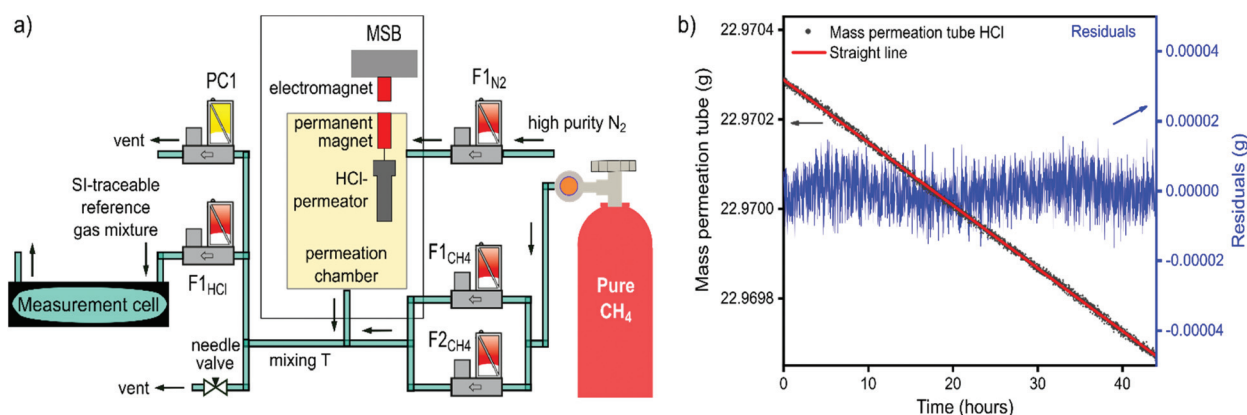 a)
MSB
electromagnet
permanent
magnet
HCl-
permeator
permeation
chamber
PC1
vent
SI-traceable
reference
gas mixture
F1HCl
Measurement cell
needle
valve
vent
mixing T
F1N2
high purity N2
F1CH4
F2CH4
Pure
CH4
b)
Mass permeation tube HCl
Straight line
Residuals
Mass permeation tube (g)
22.9704
22.9702
22.9700
22.9698
0
10
20
30
40
Time (hours)
0.00004
0.00002
0.00000
-0.00002
-0.00004
Residuals (g)